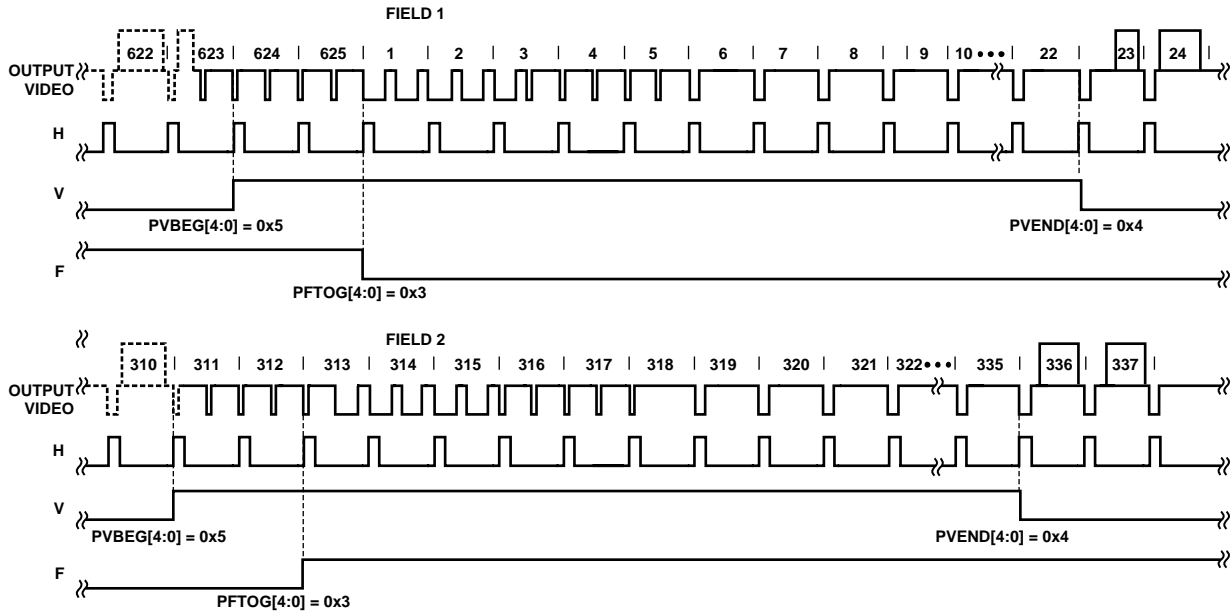 FIELD 1
622 623 624 625 1 2 3 4 5 6 7 8 9 10 ••• 22 23 24
OUTPUT
VIDEO
H
V
PVBEG[4:0] = 0x5 PVEND[4:0] = 0x4
F
PFTOG[4:0] = 0x3
FIELD 2
310 311 312 313 314 315 316 317 318 319 320 321 322 ••• 335 336 337
OUTPUT
VIDEO
H
V
PVBEG[4:0] = 0x5 PVEND[4:0] = 0x4
F
PFTOG[4:0] = 0x3